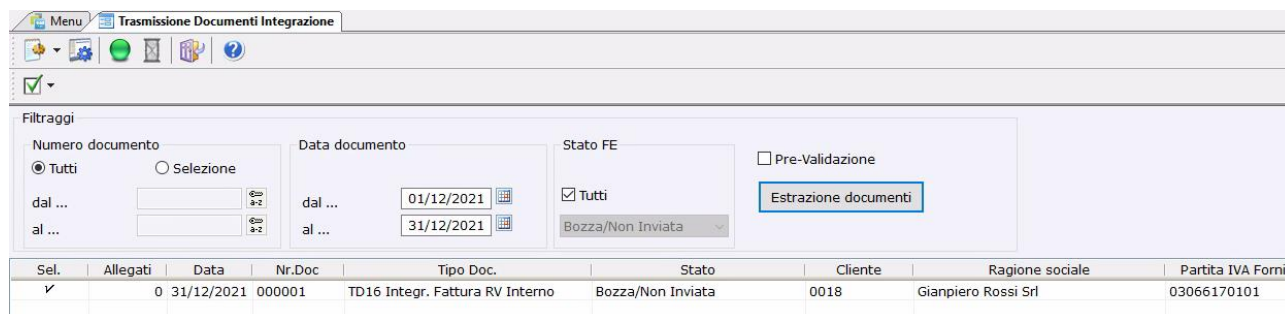 Menu Trasmissione Documenti Integrazione
Filtraggi
Numero documento Data documento Stato FE
Tutti Selezione Pre-Validazione
dal ... dal ... 01/12/2021 Tutti Estrazione documenti
al ... al ... 31/12/2021 Bozza/Non Inviata
Sel. Allegati Data Nr.Doc Tipo Doc. Stato Cliente Ragione sociale Partita IVA Forni
0 31/12/2021 000001 TD16 Integr. Fattura RV Interno Bozza/Non Inviata 0018 Gianpiero Rossi Srl 03066170101